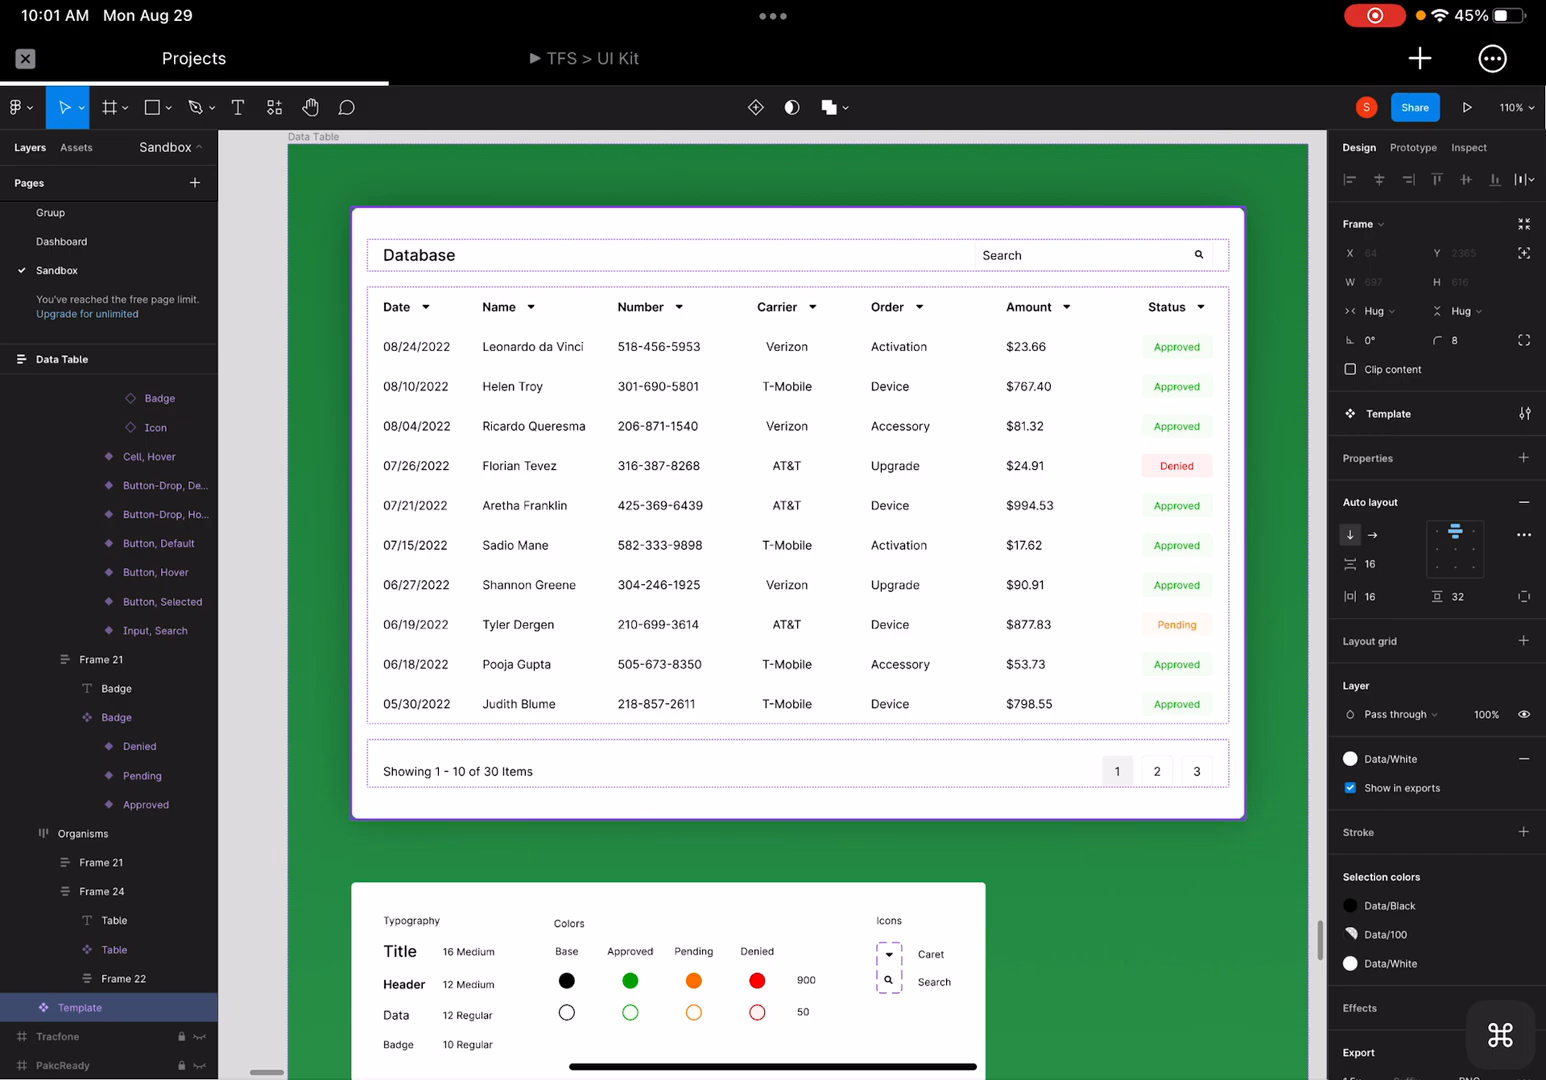 10:01 AM Mon Aug 29
45%
Projects
TFS > UI Kit
S
Share
110%
Layers
Assets
Sandbox
Pages
Gruup
Dashboard
Sandbox
You've reached the free page limit.
Upgrade for unlimited
Data Table
Badge
Icon
Cell, Hover
Button-Drop, De...
Button-Drop, Ho...
Button, Default
Button, Hover
Button, Selected
Input, Search
Frame 21
Badge
Badge
Denied
Pending
Approved
Organisms
Frame 21
Frame 24
Table
Table
Frame 22
Template
Tracfone
PakcReady
Data Table
Database
Search
Date Name Number Carrier Order Amount Status
08/24/2022 Leonardo da Vinci 518-456-5953 Verizon Activation $23.66 Approved
08/10/2022 Helen Troy 301-690-5801 T-Mobile Device $767.40 Approved
08/04/2022 Ricardo Queresma 206-871-1540 Verizon Accessory $81.32 Approved
07/26/2022 Florian Tevez 316-387-8268 AT&T Upgrade $24.91 Denied
07/21/2022 Aretha Franklin 425-369-6439 AT&T Device $994.53 Approved
07/15/2022 Sadio Mane 582-333-9898 T-Mobile Activation $17.62 Approved
06/27/2022 Shannon Greene 304-246-1925 Verizon Upgrade $90.91 Approved
06/19/2022 Tyler Dergen 210-699-3614 AT&T Device $877.83 Pending
06/18/2022 Pooja Gupta 505-673-8350 T-Mobile Accessory $53.73 Approved
05/30/2022 Judith Blume 218-857-2611 T-Mobile Device $798.55 Approved
Showing 1 - 10 of 30 Items
1 2 3
Typography
Title 16 Medium
Header 12 Medium
Data 12 Regular
Badge 10 Regular
Colors
Base Approved Pending Denied
900
50
Icons
Caret
Search
Design
Prototype
Inspect
Frame
X 64 Y 2365
W 697 H 616
Hug Hug
0° 8
Clip content
Template
Properties
Auto layout
16
16 32
Layout grid
Layer
Pass through 100%
Data/White
Show in exports
Stroke
Selection colors
Data/Black
Data/100
Data/White
Effects
Export